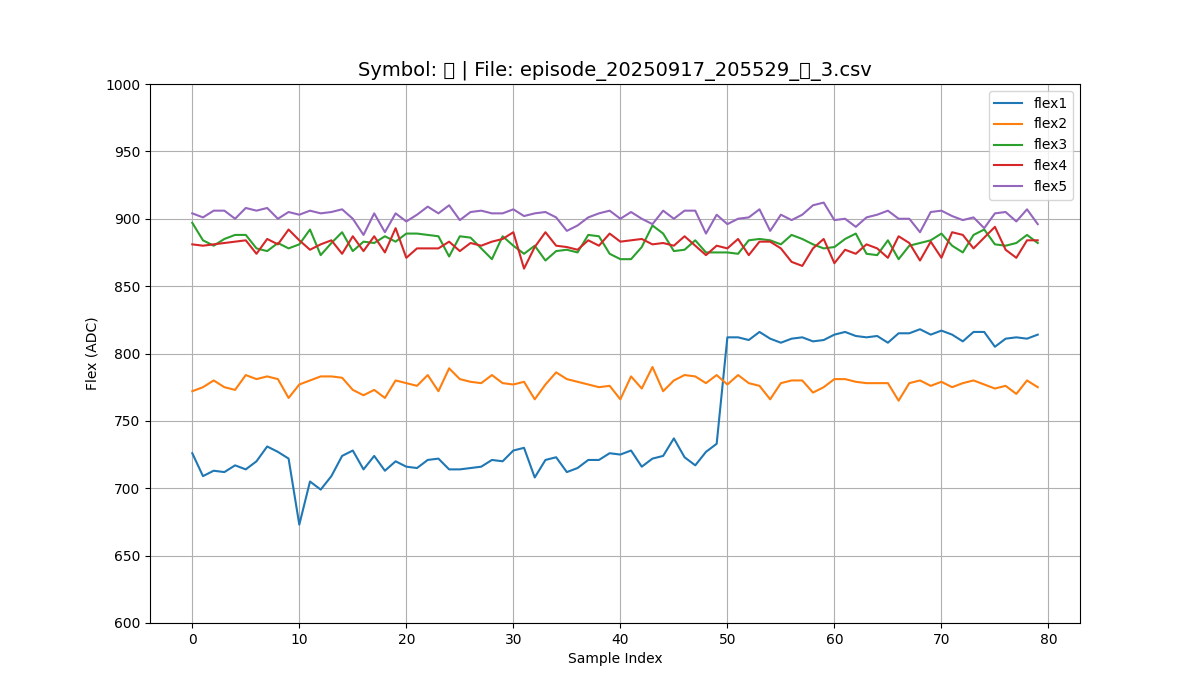 Symbol: | File: episode_20250917_205529_ _3.csv
1000
950
900
850
800
750
700
650
600
Flex (ADC)
flex1
flex2
flex3
flex4
flex5
0 10 20 30 40 50 60 70 80
Sample Index